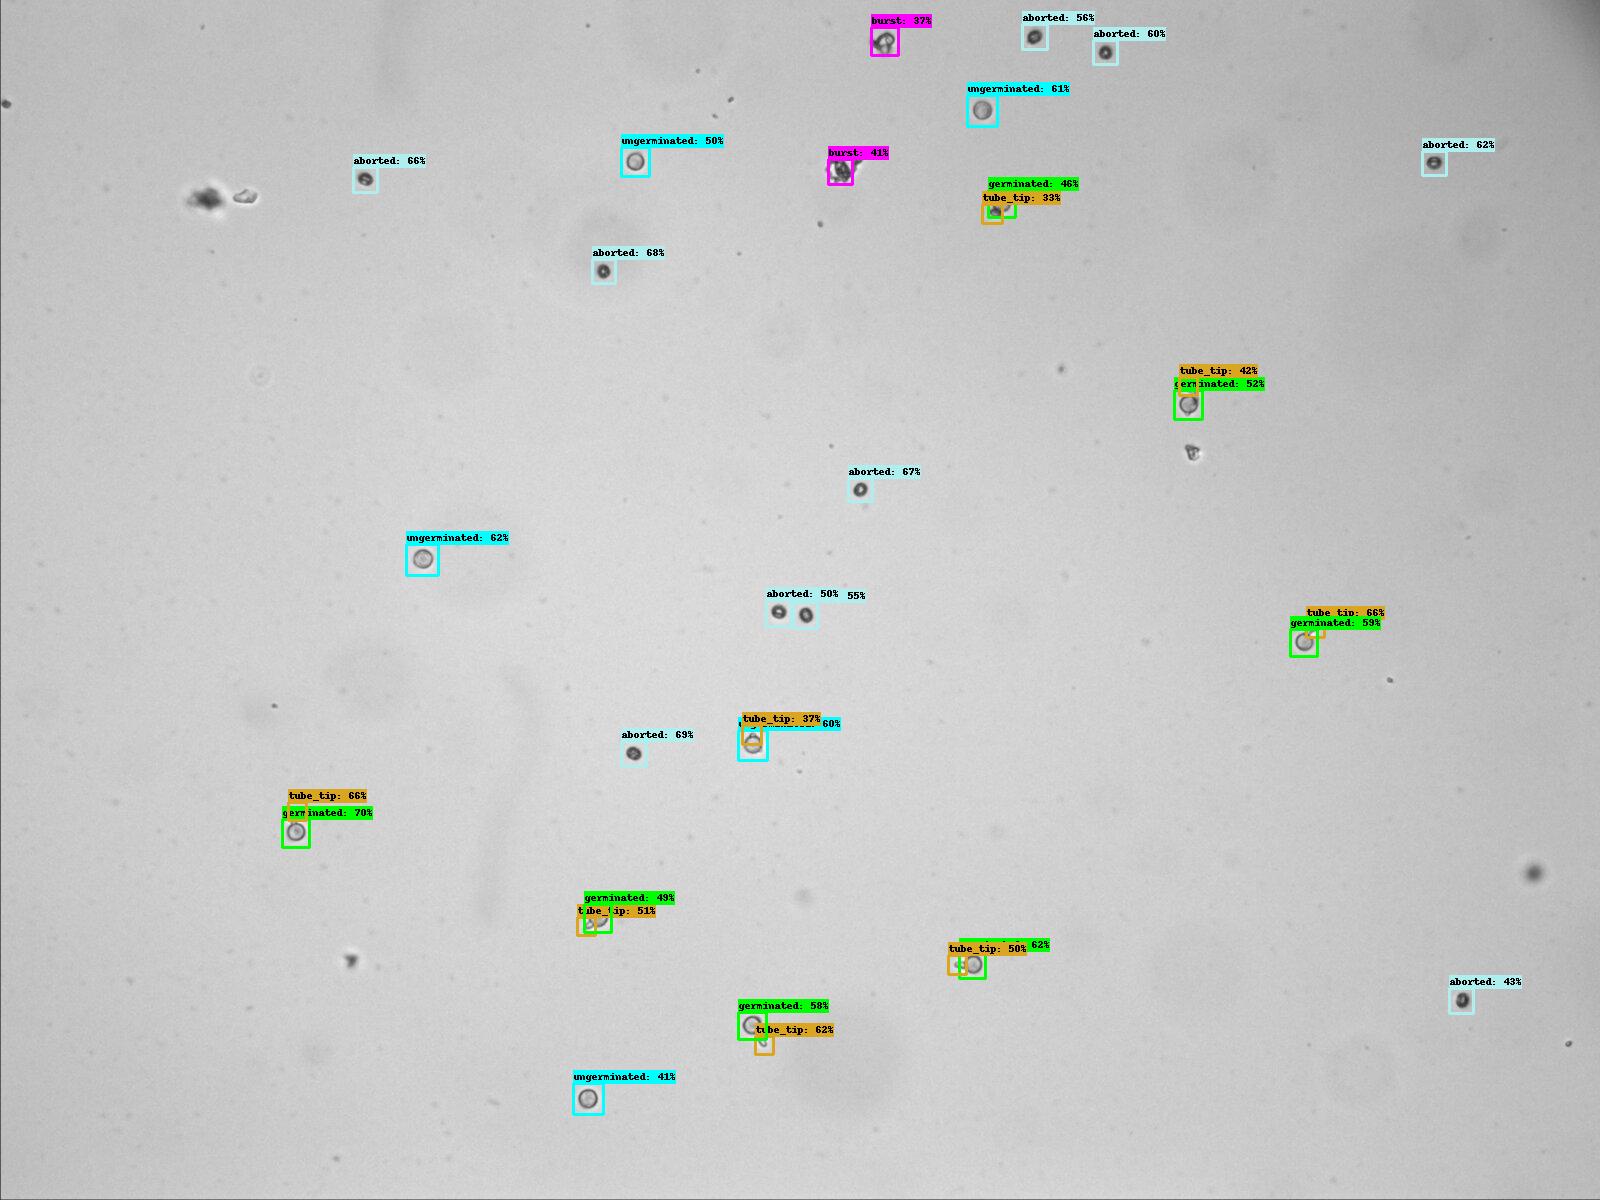 aborted: 56%
burst: 37%
aborted: 60%
ungerminated: 61%
ungerminated: 50%
aborted: 62%
burst: 41%
aborted: 66%
germinated: 46%
tube_tip: 33%
aborted: 68%
tube_tip: 42%
germinated: 52%
aborted: 67%
ungerminated: 62%
aborted: 50% 55%
tube_tip: 66%
germinated: 59%
tube_tip: 37%
60%
aborted: 69%
tube_tip: 66%
germinated: 70%
germinated: 49%
tube_tip: 51%
62%
tube_tip: 50%
aborted: 43%
germinated: 58%
tube_tip: 62%
ungerminated: 41%